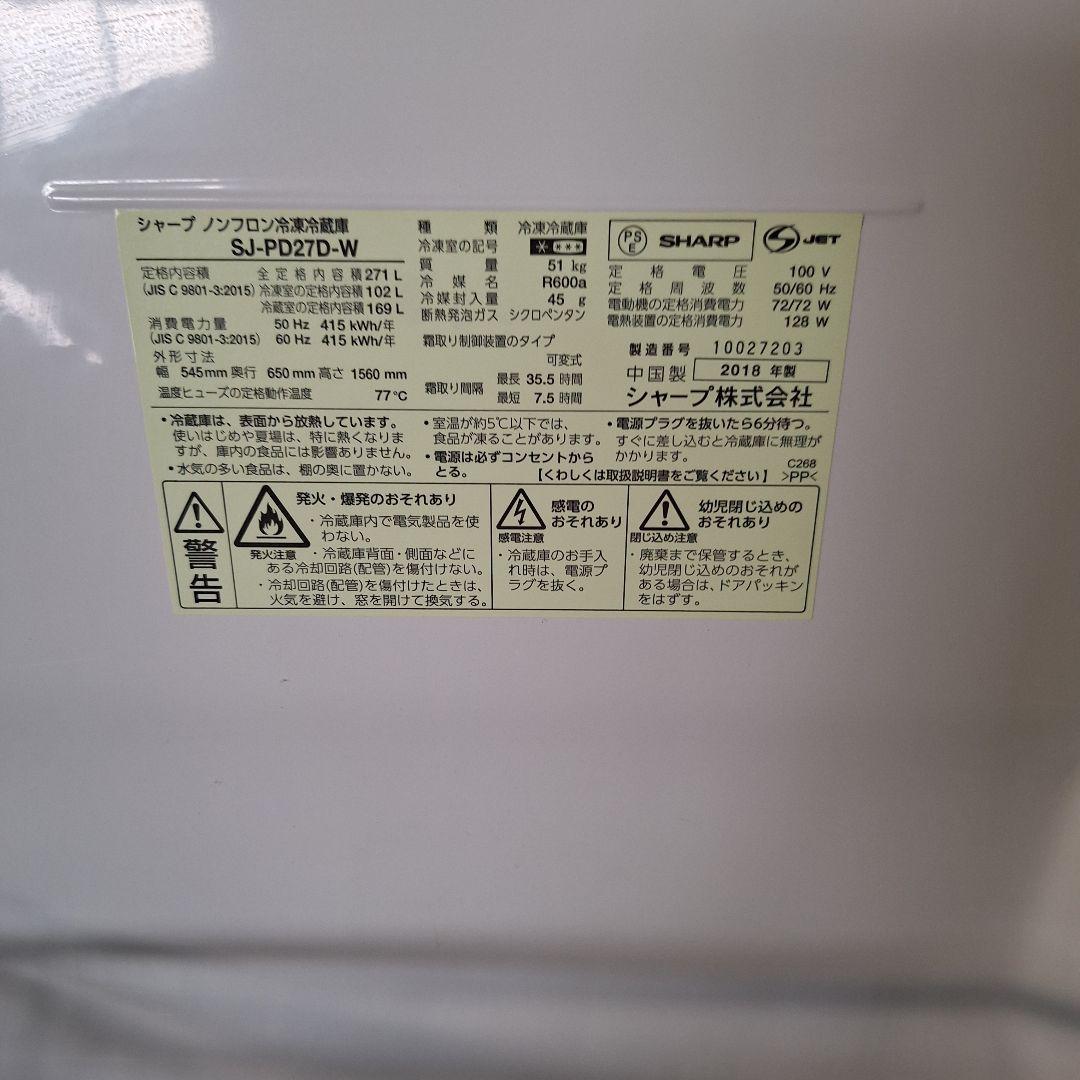 シャープ ノンフロン冷凍冷蔵庫
SJ-PD27D-W
定格内容積 全定格内容積 271 L
(JIS C 9801-3:2015) 冷凍室の定格内容積 102 L
冷蔵室の定格内容積 169 L
消費電力量 50 Hz 415 kWh/年
(JIS C 9801-3:2015) 60 Hz 415 kWh/年
外形寸法
幅 545mm 奥行 650mm 高さ 1560mm
温度ヒューズの定格動作温度 77℃
種類 冷凍冷蔵庫
冷凍室の記号 ****
質量 51 kg
冷媒名 R600a
冷媒封入量 45 g
断熱発泡ガス シクロペンタン
霜取り制御装置のタイプ
可変式
霜取り間隔 最長 35.5 時間
最短 7.5 時間
PS
E
SHARP
S JET
定格電圧 100 V
定格周波数 50/60 Hz
電動機の定格消費電力 72/72 W
電熱装置の定格消費電力 128 W
製造番号 10027203
中国製 2018 年製
シャープ株式会社
・冷蔵庫は、表面から放熱しています。
使いはじめや夏場は、特に熱くなりま
すが、庫内の食品には影響ありません。
・水気の多い食品は、棚の奥に置かない。
・室温が約5℃以下では、
食品が凍ることがあります。
・電源は必ずコンセントから
とる。
・電源プラグを抜いたら6分待つ。
すぐに差し込むと冷蔵庫に無理が
かかります。
C268
【くわしくは取扱説明書をご覧ください】 >PP<
警告
発火・爆発のおそれあり
発火注意
・冷蔵庫内で電気製品を使
わない。
・冷蔵庫背面・側面などに
ある冷却回路(配管)を傷付けない。
・冷却回路(配管)を傷付けたときは、
火気を避け、窓を開けて換気する。
感電の
おそれあり
感電注意
・冷蔵庫のお手入
れ時は、電源プ
ラグを抜く。
幼児閉じ込めの
おそれあり
閉じ込め注意
・廃棄まで保管するとき、
幼児閉じ込めのおそれが
ある場合は、ドアパッキン
をはずす。